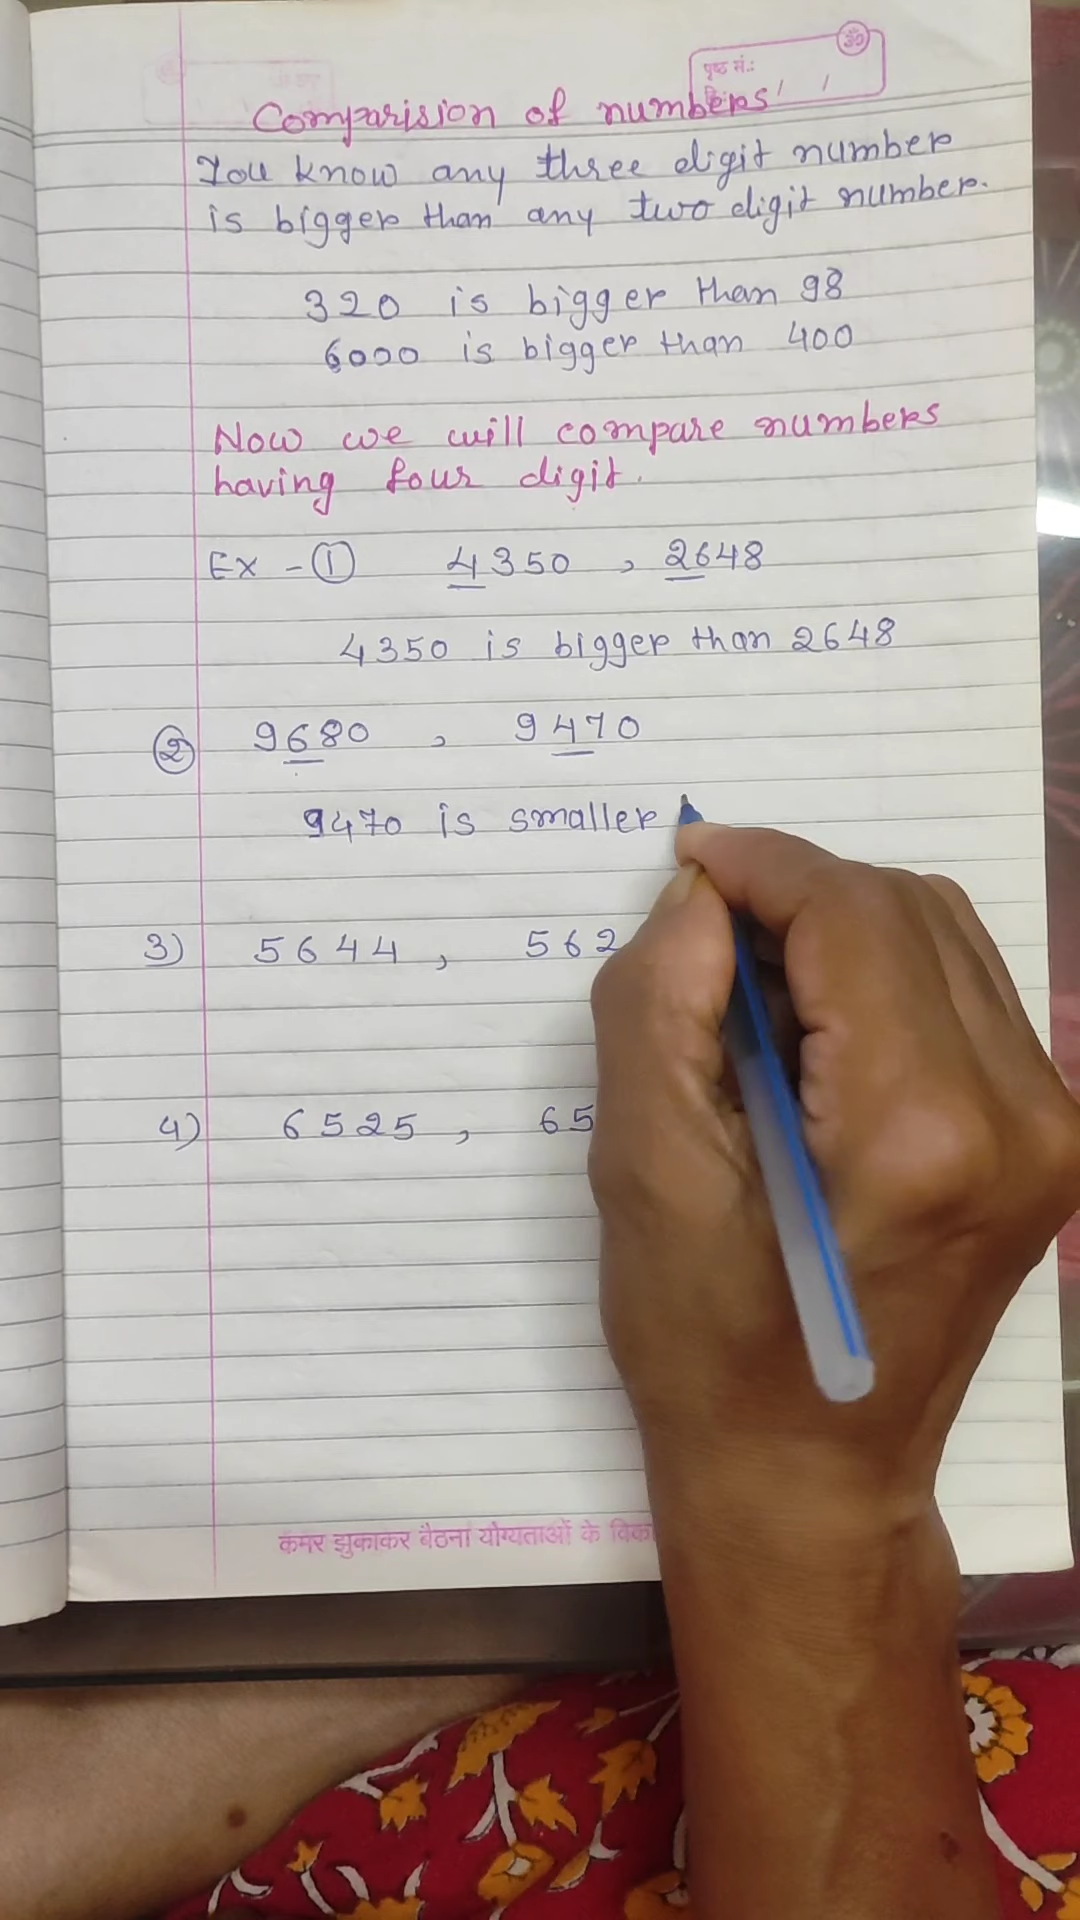 पृष्ठ सं.:
Comparision of numbers
You know any three digit number
is bigger than any two digit number.
320 is bigger than 98
6000 is bigger than 400
Now we will compare numbers
having four digit.
Ex - ① 4350 , 2648
4350 is bigger than 2648
② 9680 , 9470
9470 is smaller
3) 5644 , 562
4) 6525 , 65
कमर झुकाकर बैठना योग्यताओं के